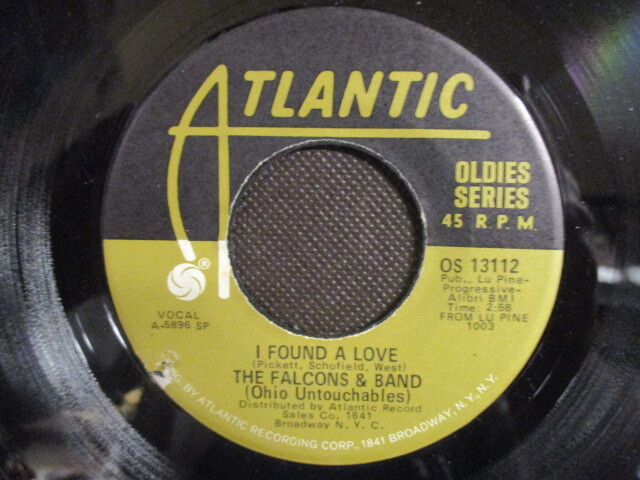 ATLANTIC
OLDIES
SERIES
45 R.P.M.
®
OS 13112
Pub., Lu Pine-
Progressive-
Alibri BMI
Time: 2:58
FROM LU PINE
1003
VOCAL
A-5896 SP
I FOUND A LOVE
(Pickett, Schofield, West)
THE FALCONS & BAND
(Ohio Untouchables)
Distributed by Atlantic Record
Sales Co, 1841
Broadway N. Y. C.
BY ATLANTIC RECORDING CORP., 1841 BROADWAY, N.Y., N.Y.